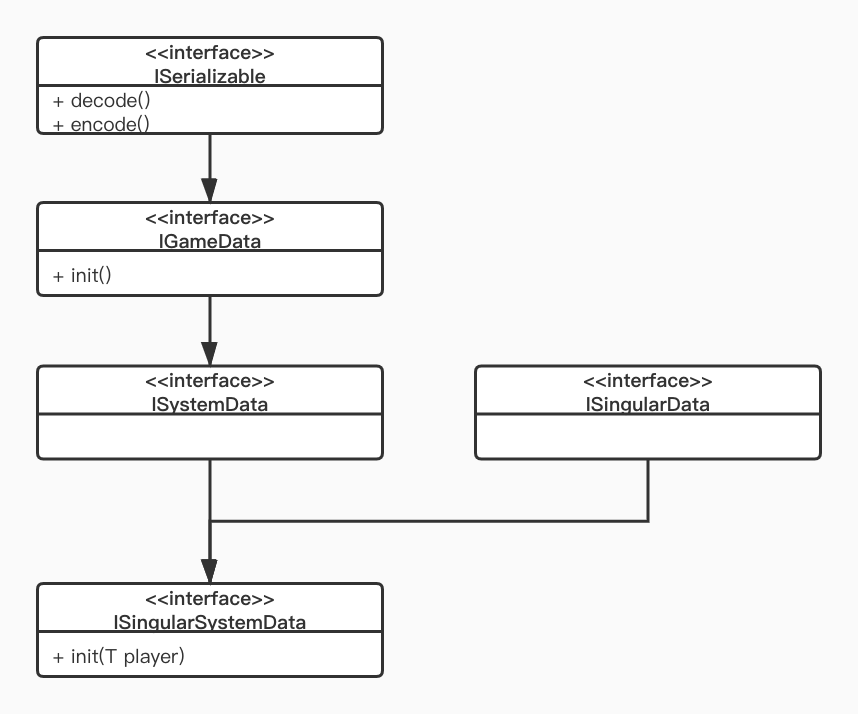 <<interface>>
ISerializable
+ decode()
+ encode()
<<interface>>
IGameData
+ init()
<<interface>>
ISystemData
<<interface>>
ISingularData
<<interface>>
ISingularSystemData
+ init(T player)